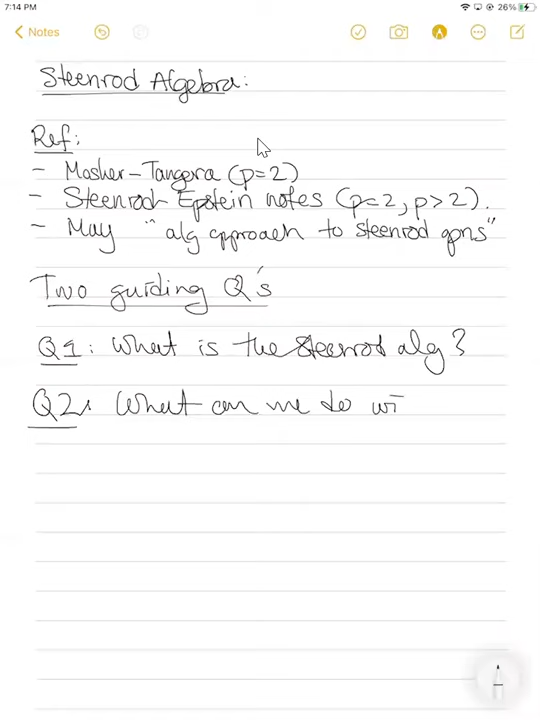 7:14 PM
26%
Notes
Steenrod Algebra:
Ref:
- Mosher-Tangora (p=2)
- Steenrod Epstein notes (p=2, p>2).
- May "alg approach to steenrod opns"
Two guiding Q's
Q1: What is the steenrod alg?
Q2: What can we do wi